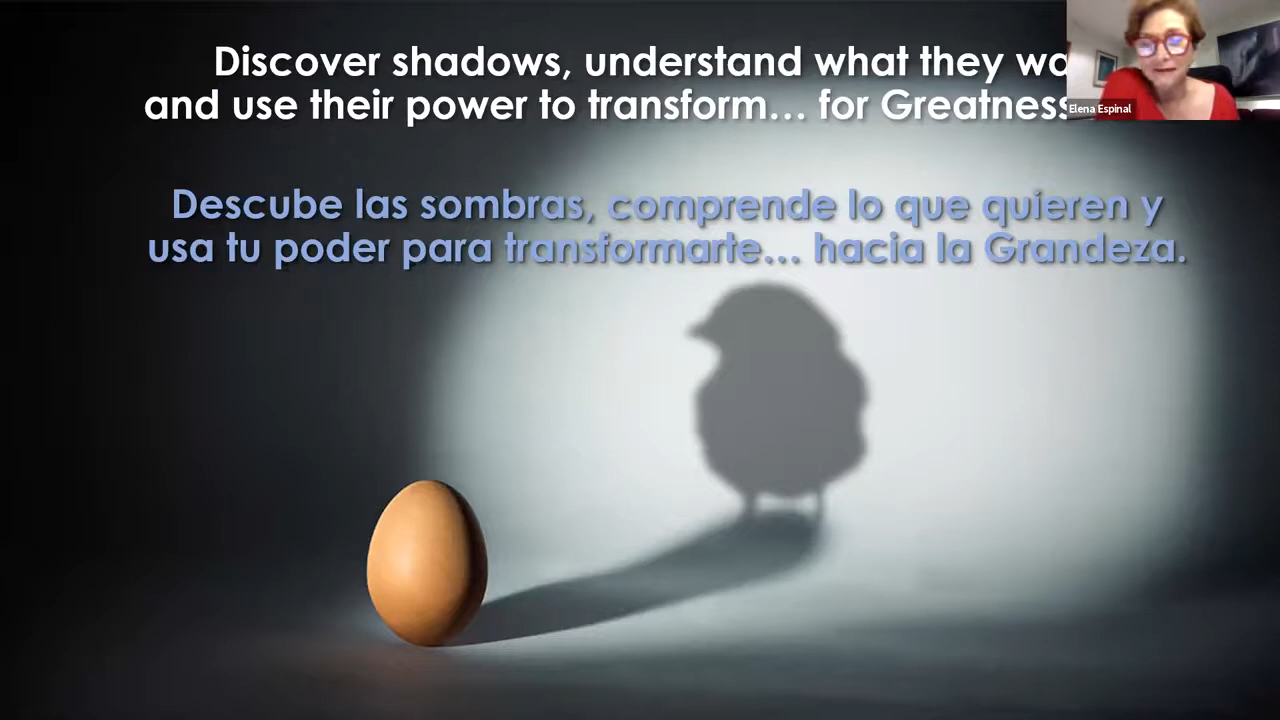 Discover shadows, understand what they
and use their power to transform... for Greatness
Elena Espinal
Descube las sombras, comprende lo que quieren y
usa tu poder para transformarte... hacia la Grandeza.